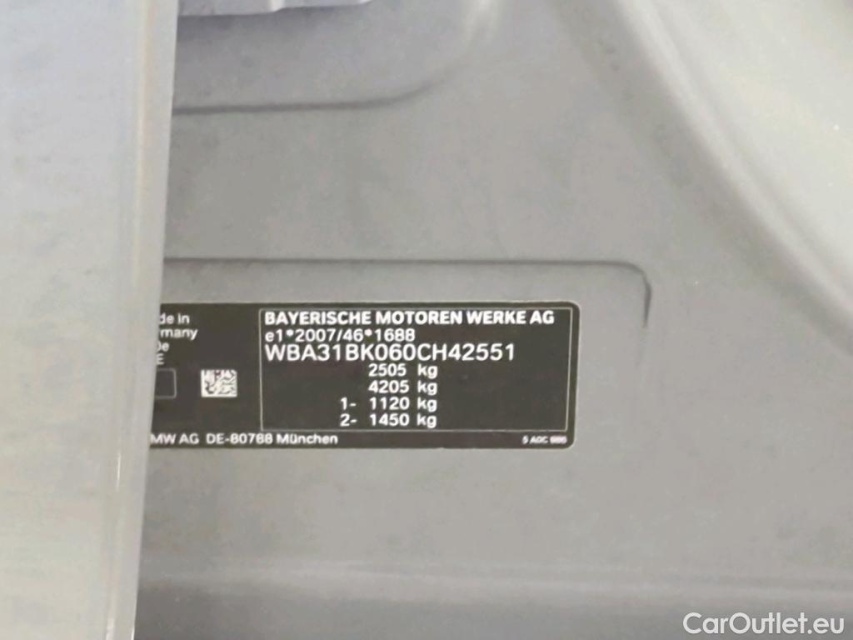 de in
many
BAYERISCHE MOTOREN WERKE AG
e1*2007/46*1688
WBA31BK060CH42551
2505 kg
4205 kg
1- 1120 kg
2- 1450 kg
MW AG DE-80788 München
CarOutlet.eu